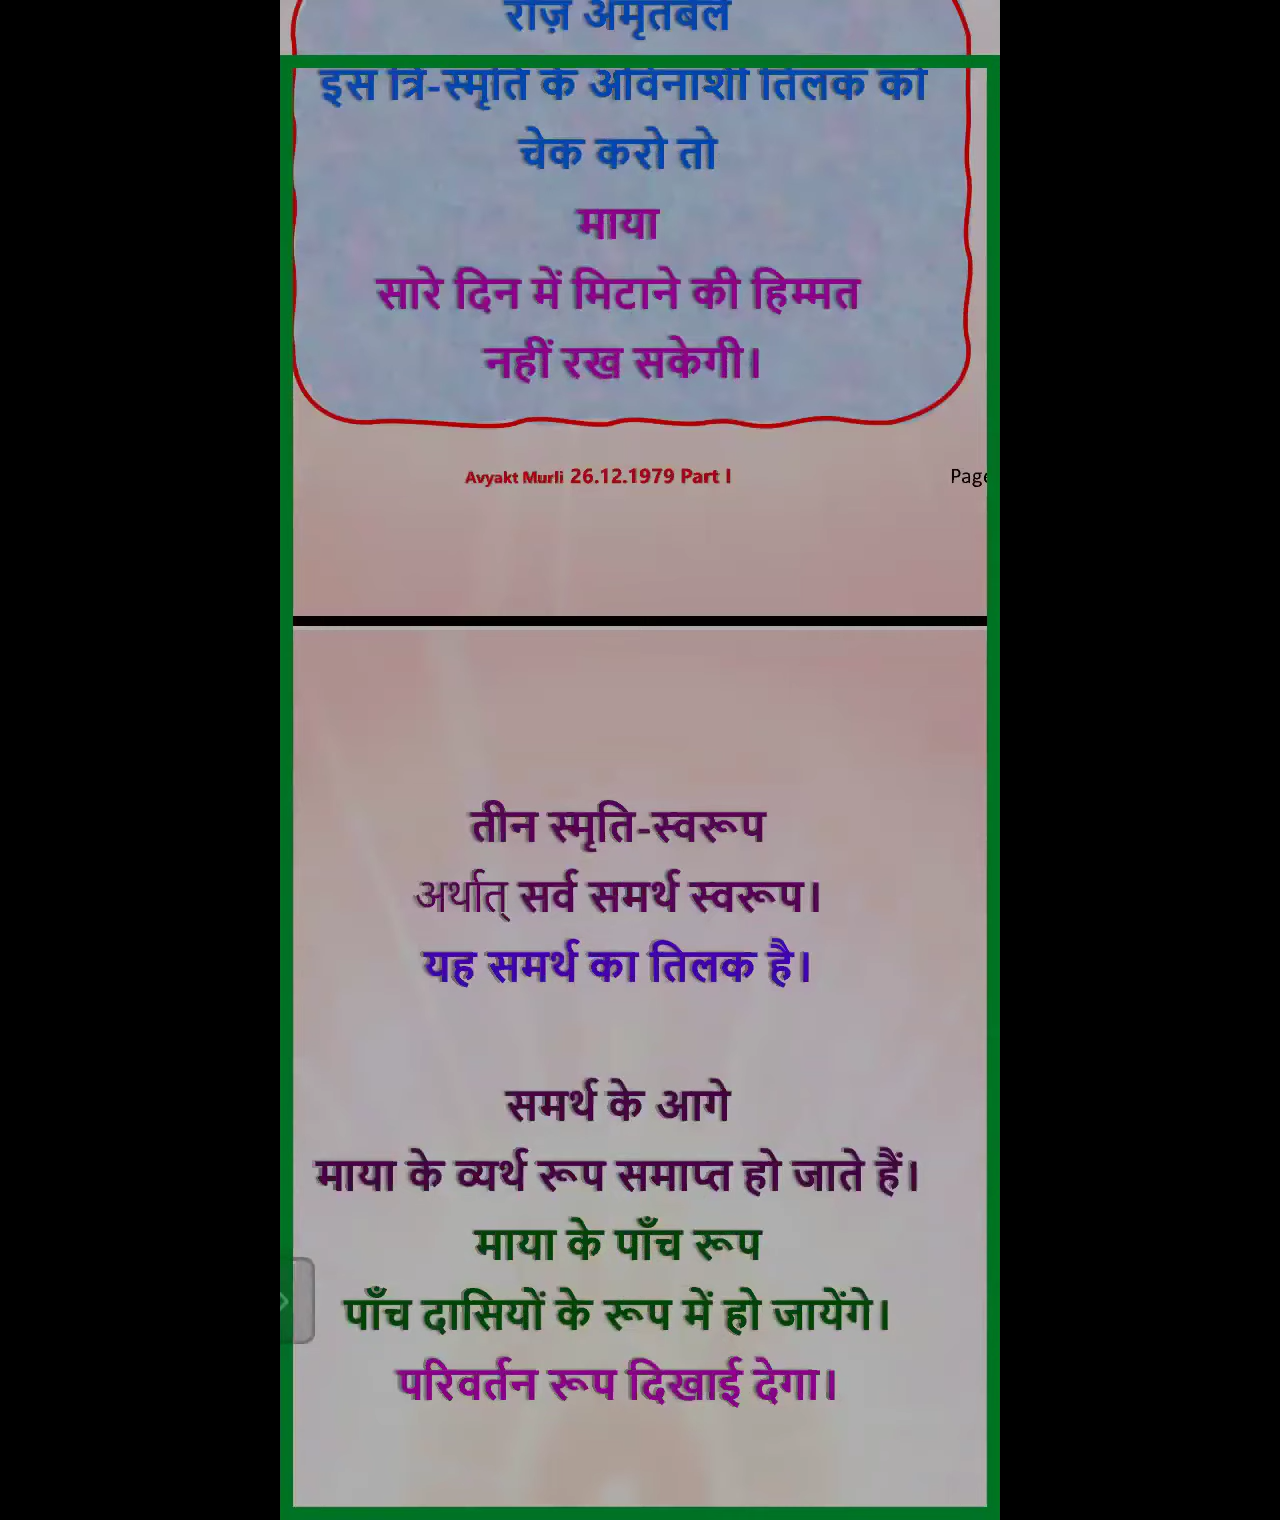 राज़ अमृतबेले
इस त्रि-स्मृति के अविनाशी तिलक को
चेक करो तो
माया
सारे दिन में मिटाने की हिम्मत
नहीं रख सकेगी।
Avyakt Murli 26.12.1979 Part I
Page
तीन स्मृति-स्वरूप
अर्थात् सर्व समर्थ स्वरूप।
यह समर्थ का तिलक है।
समर्थ के आगे
माया के व्यर्थ रूप समाप्त हो जाते हैं।
माया के पाँच रूप
पाँच दासियों के रूप में हो जायेंगे।
परिवर्तन रूप दिखाई देगा।